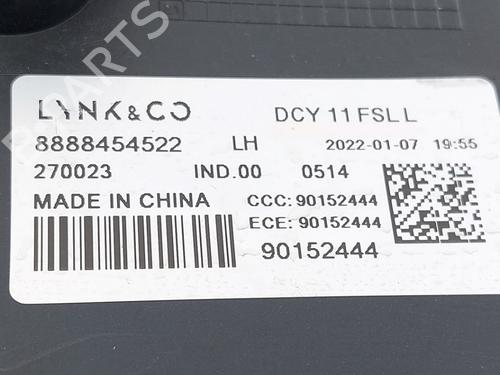 LYNK&CO DCY 11 FSL L
8888454522 LH 2022-01-07 19:55
270023 IND.00 0514
MADE IN CHINA CCC: 90152444
ECE: 90152444
90152444